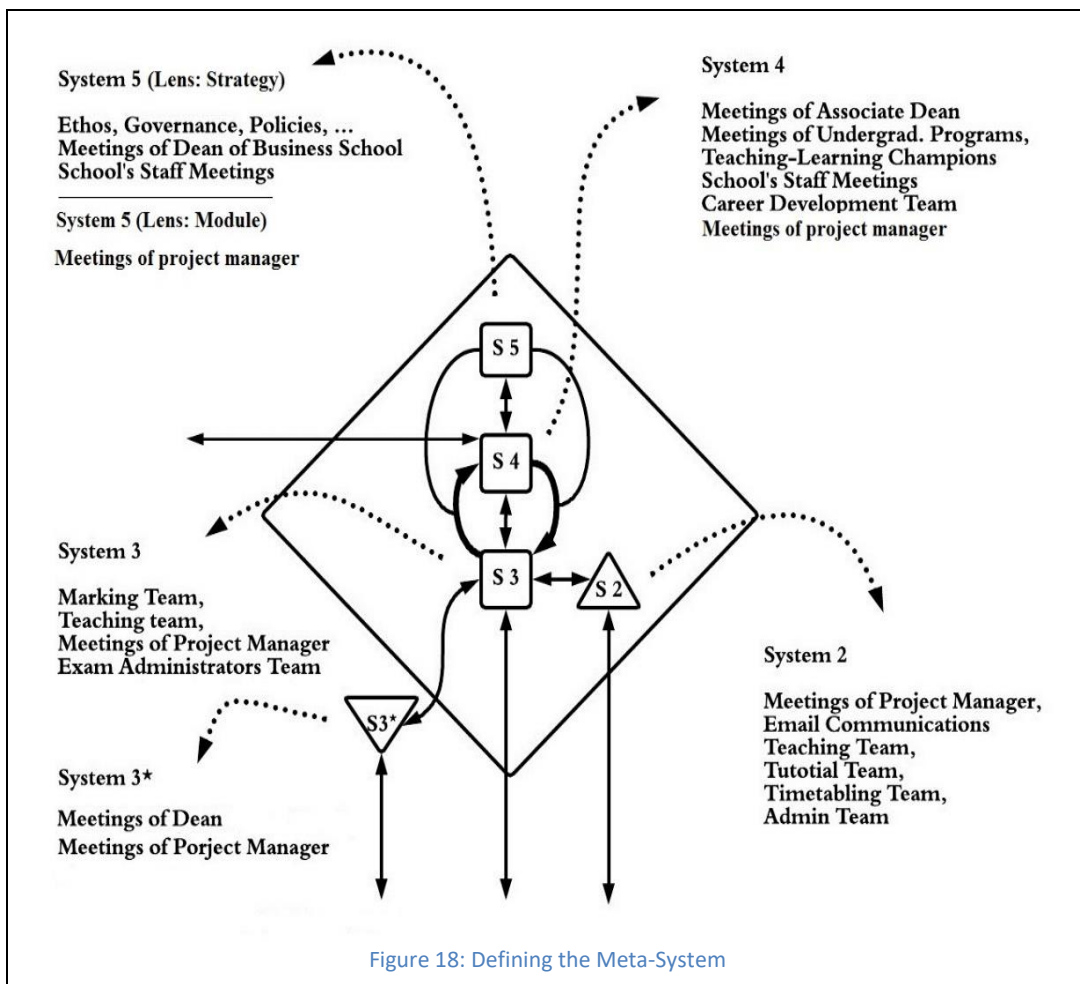 System 5 (Lens: Strategy)
Ethos, Governance, Policies, ...
Meetings of Dean of Business School
School's Staff Meetings
System 5 (Lens: Module)
Meetings of project manager
System 4
Meetings of Associate Dean
Meetings of Undergrad. Programs,
Teaching-Learning Champions
School's Staff Meetings
Career Development Team
Meetings of project manager
S 5
S 4
S 3
S 2
S3*
System 3
Marking Team,
Teaching team,
Meetings of Project Manager
Exam Administrators Team
System 3★
Meetings of Dean
Meetings of Porject Manager
System 2
Meetings of Project Manager,
Email Communications
Teaching Team,
Tutotial Team,
Timetabling Team,
Admin Team
Figure 18: Defining the Meta-System